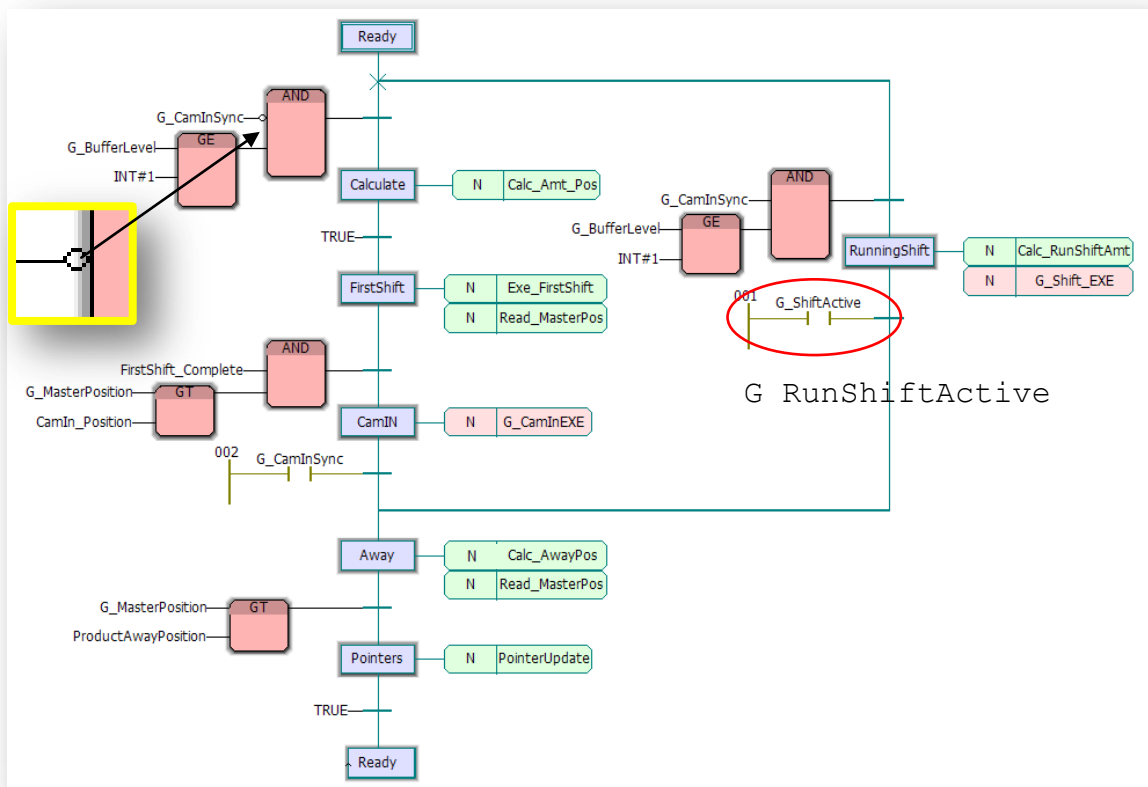 Ready
AND
G_CamInSync
GE
G_BufferLevel
INT#1
Calculate
N Calc_Amt_Pos
TRUE
FirstShift
N Exe_FirstShift
N Read_MasterPos
AND
FirstShift_Complete
GT
G_MasterPosition
CamIn_Position
CamIN
N G_CamInEXE
002
G_CamInSync
AND
G_CamInSync
GE
G_BufferLevel
INT#1
RunningShift
N Calc_RunShiftAmt
N G_Shift_EXE
001
G_ShiftActive
G RunShiftActive
Away
N Calc_AwayPos
N Read_MasterPos
GT
G_MasterPosition
ProductAwayPosition
Pointers
N PointerUpdate
TRUE
Ready